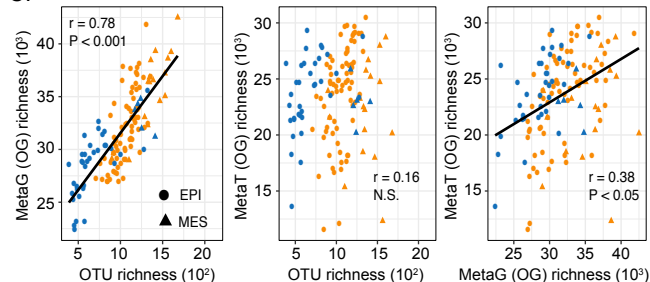 r = 0.78
P < 0.001
MetaG (OG) richness (10³)
40
35
30
25
5
10
15
20
OTU richness (10²)
EPI
MES
MetaT (OG) richness (10³)
30
25
20
15
5
10
15
20
OTU richness (10²)
r = 0.16
N.S.
MetaT (OG) richness (10³)
30
25
20
15
25
30
35
40
MetaG (OG) richness (10³)
r = 0.38
P < 0.05